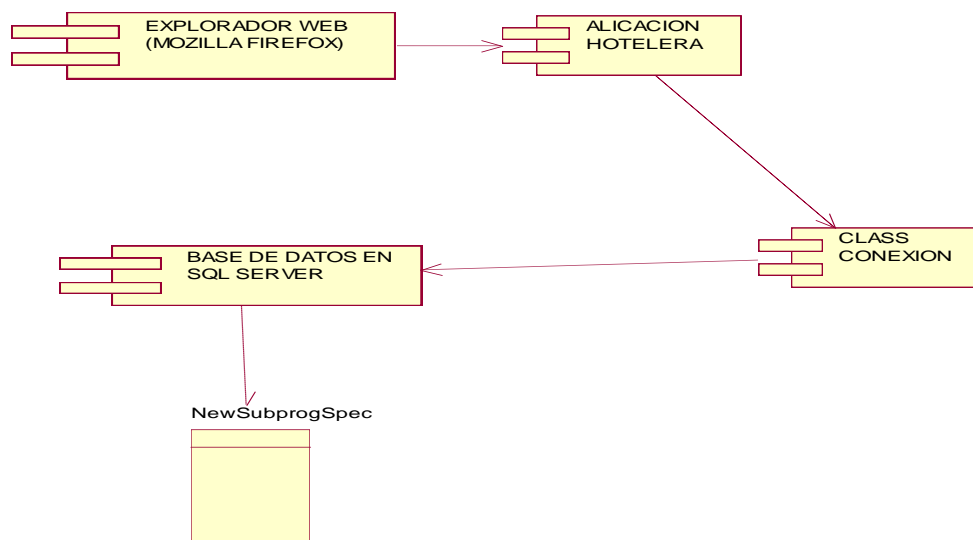 EXPLORADOR WEB
(MOZILLA FIREFOX)
ALICACION
HOTELERA
CLASS
CONEXION
BASE DE DATOS EN
SQL SERVER
NewSubprogSpec